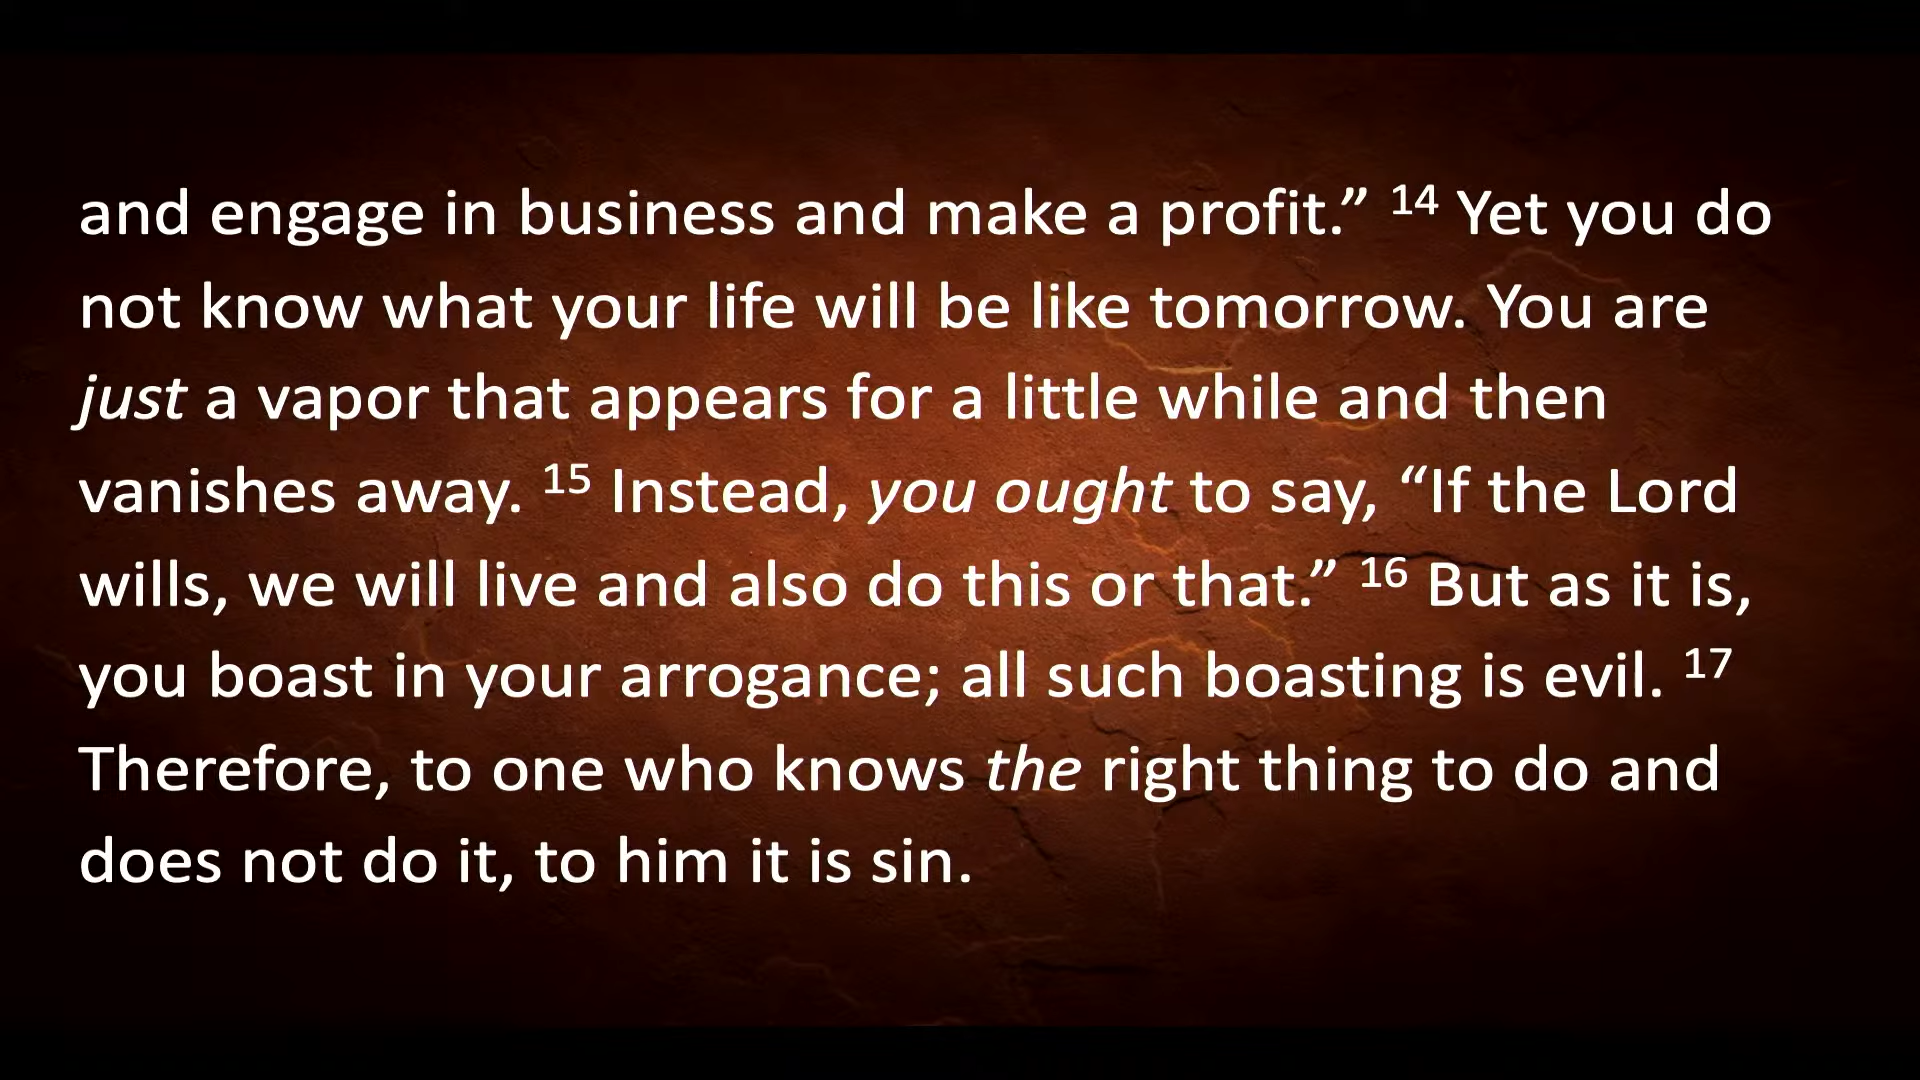 and engage in business and make a profit.” 14 Yet you do
not know what your life will be like tomorrow. You are
just a vapor that appears for a little while and then
vanishes away. 15 Instead, you ought to say, “If the Lord
wills, we will live and also do this or that.” 16 But as it is,
you boast in your arrogance; all such boasting is evil. 17
Therefore, to one who knows the right thing to do and
does not do it, to him it is sin.